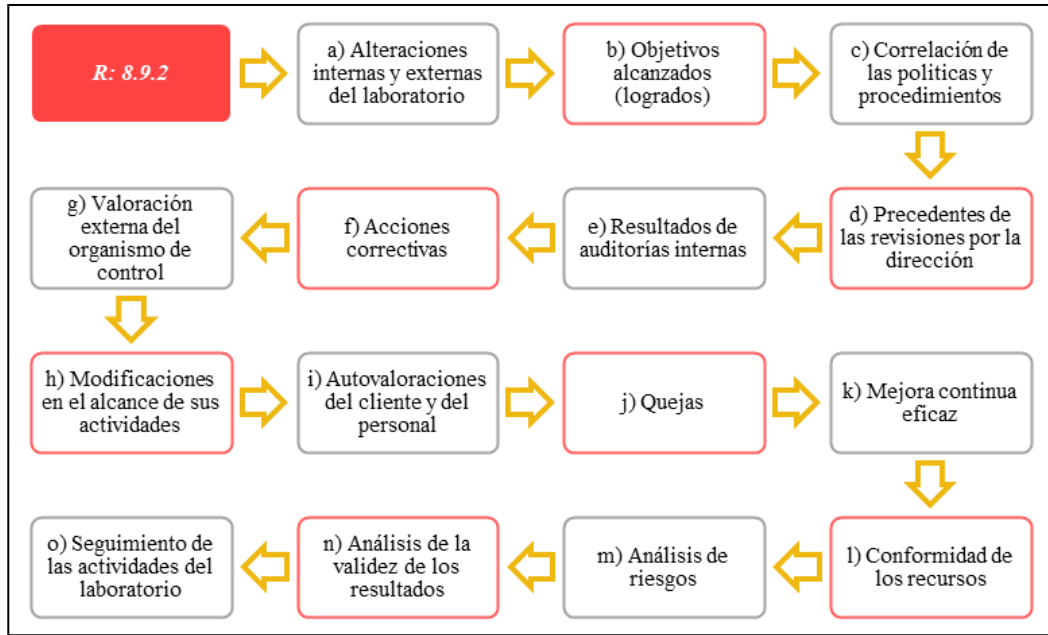 R: 8.9.2
a) Alteraciones
internas y externas
del laboratorio
b) Objetivos
alcanzados
(logrados)
c) Correlación de
las politicas y
procedimientos
d) Precedentes de
las revisiones por la
dirección
e) Resultados de
auditorías internas
f) Acciones
correctivas
g) Valoración
externa del
organismo de
control
h) Modificaciones
en el alcance de sus
actividades
i) Autovaloraciones
del cliente y del
personal
j) Quejas
k) Mejora continua
eficaz
l) Conformidad de
los recursos
m) Análisis de
riesgos
n) Análisis de la
validez de los
resultados
o) Seguimiento de
las actividades del
laboratorio